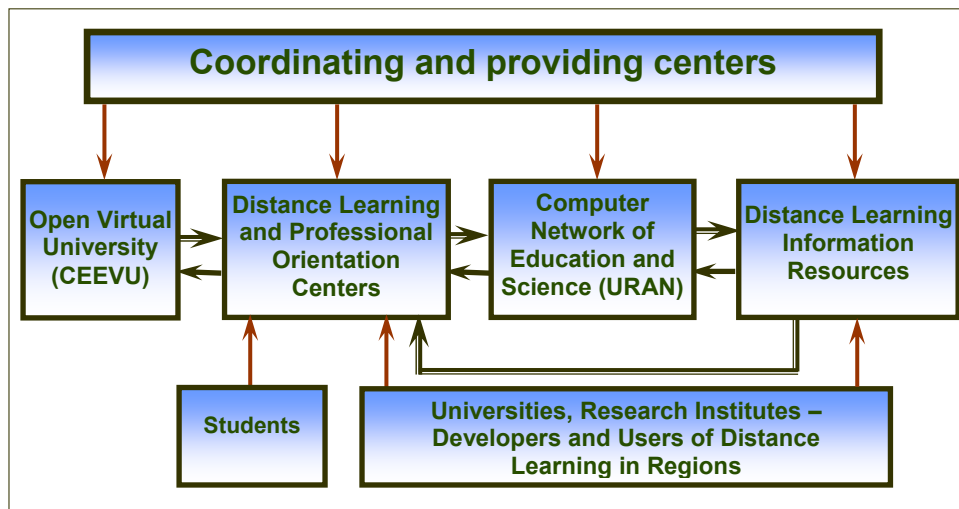 Coordinating and providing centers
Open Virtual
University
(CEEVU)
Distance Learning
and Professional
Orientation
Centers
Computer
Network of
Education and
Science (URAN)
Distance Learning
Information
Resources
Students
Universities, Research Institutes –
Developers and Users of Distance
Learning in Regions